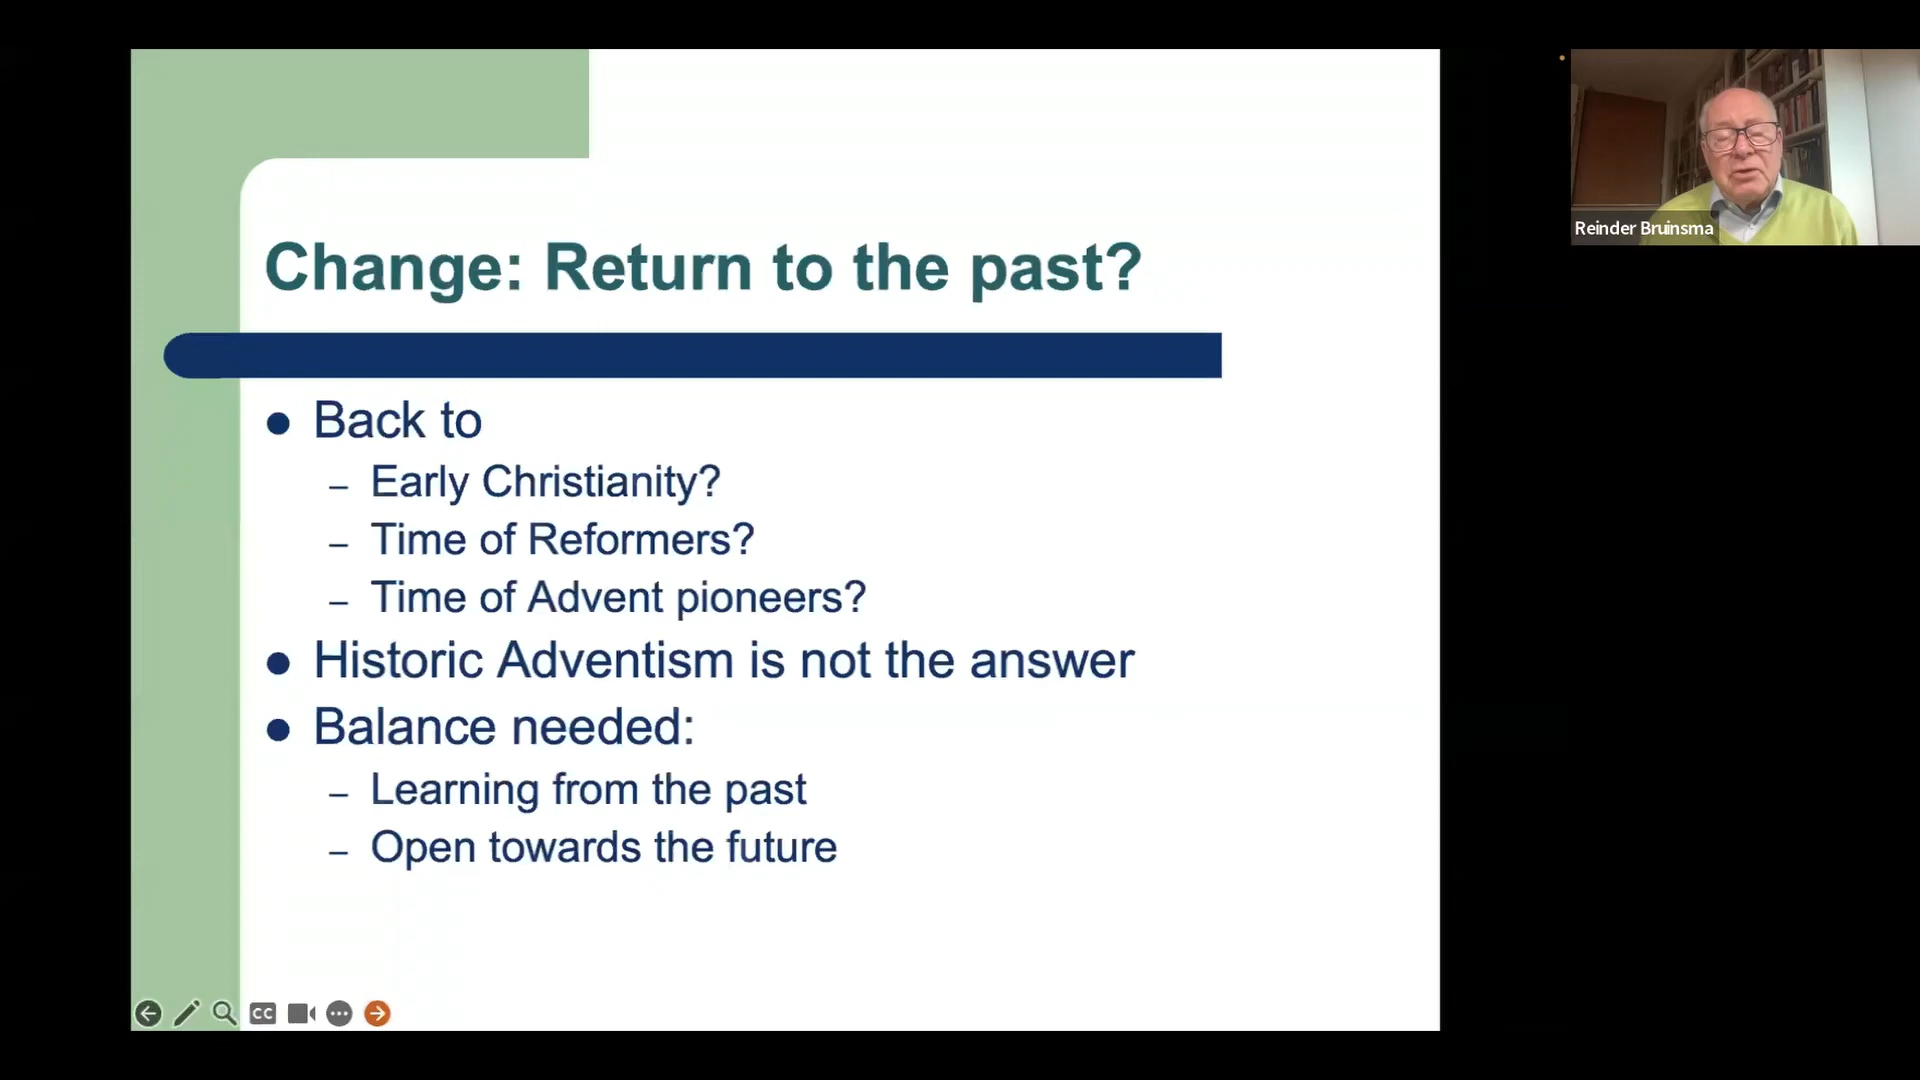 Change: Return to the past?
● Back to
– Early Christianity?
– Time of Reformers?
– Time of Advent pioneers?
● Historic Adventism is not the answer
● Balance needed:
– Learning from the past
– Open towards the future
CC
Reinder Bruinsma